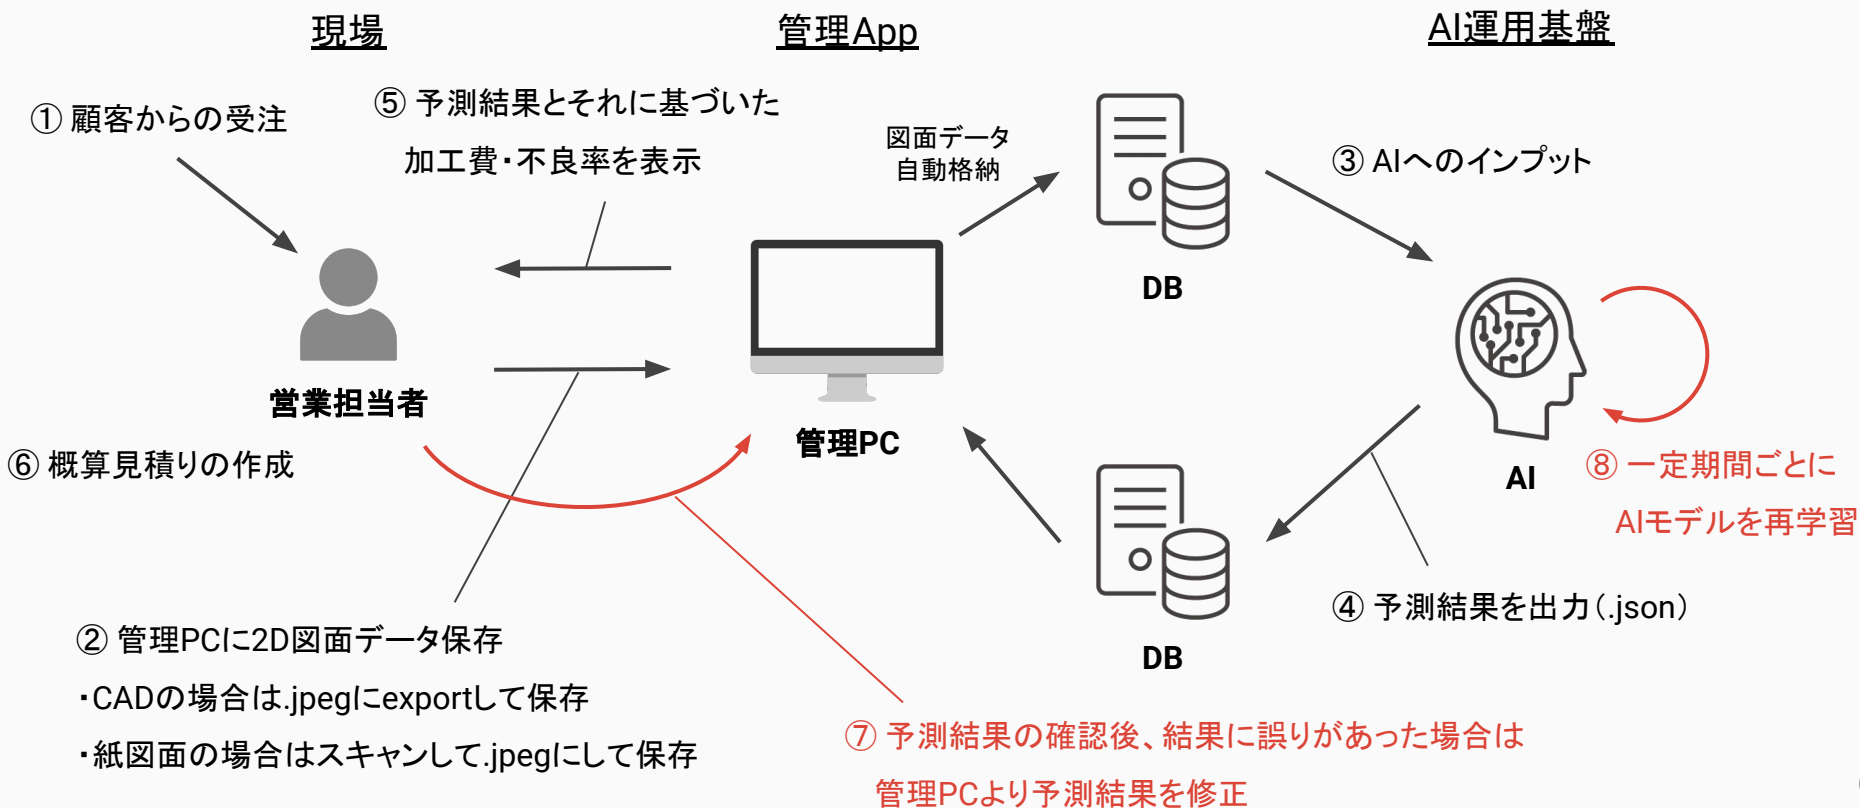 現場
管理App
AI運用基盤
① 顧客からの受注
⑤ 予測結果とそれに基づいた
加工費・不良率を表示
図面データ
自動格納
③ AIへのインプット
DB
営業担当者
管理PC
⑥ 概算見積りの作成
AI
⑧ 一定期間ごとに
AIモデルを再学習
④ 予測結果を出力（.json）
DB
② 管理PCに2D図面データ保存
・CADの場合は.jpegにexportして保存
・紙図面の場合はスキャンして.jpegにして保存
⑦ 予測結果の確認後、結果に誤りがあった場合は
管理PCより予測結果を修正